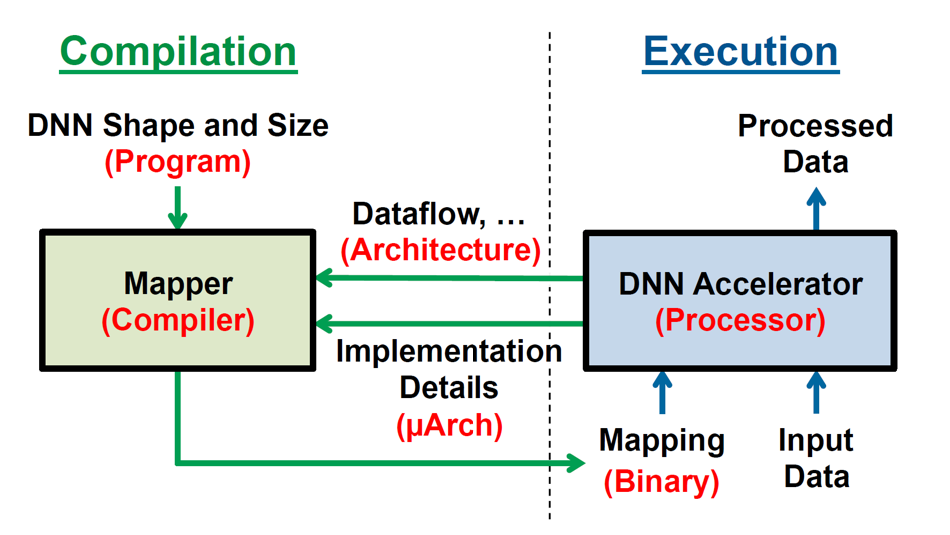 Compilation
Execution
DNN Shape and Size
(Program)
Processed
Data
Dataflow, …
(Architecture)
Mapper
(Compiler)
DNN Accelerator
(Processor)
Implementation
Details
(µArch)
Mapping
(Binary)
Input
Data